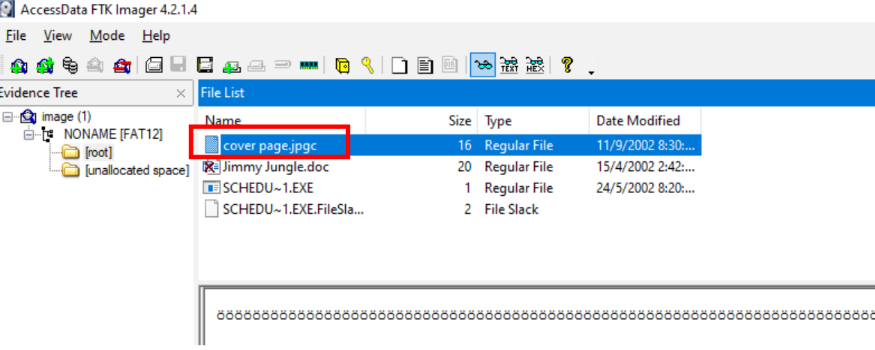 AccessData FTK Imager 4.2.1.4
File View Mode Help
TEXT HEX ?
Evidence Tree ×
File List
image (1)
NONAME [FAT12]
[root]
[unallocated space]
Name Size Type Date Modified
cover page.jpgc 16 Regular File 11/9/2002 8:30:...
Jimmy Jungle.doc 20 Regular File 15/4/2002 2:42:...
SCHEDU~1.EXE 1 Regular File 24/5/2002 8:20:...
SCHEDU~1.EXE.FileSla... 2 File Slack